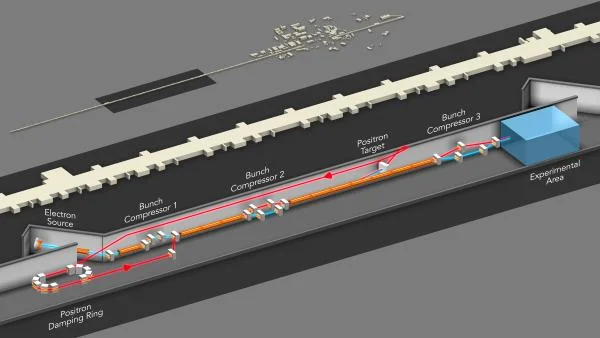 Electron
Source
Bunch
Compressor 1
Bunch
Compressor 2
Positron
Target
Bunch
Compressor 3
Experimental
Area
Positron
Damping Ring